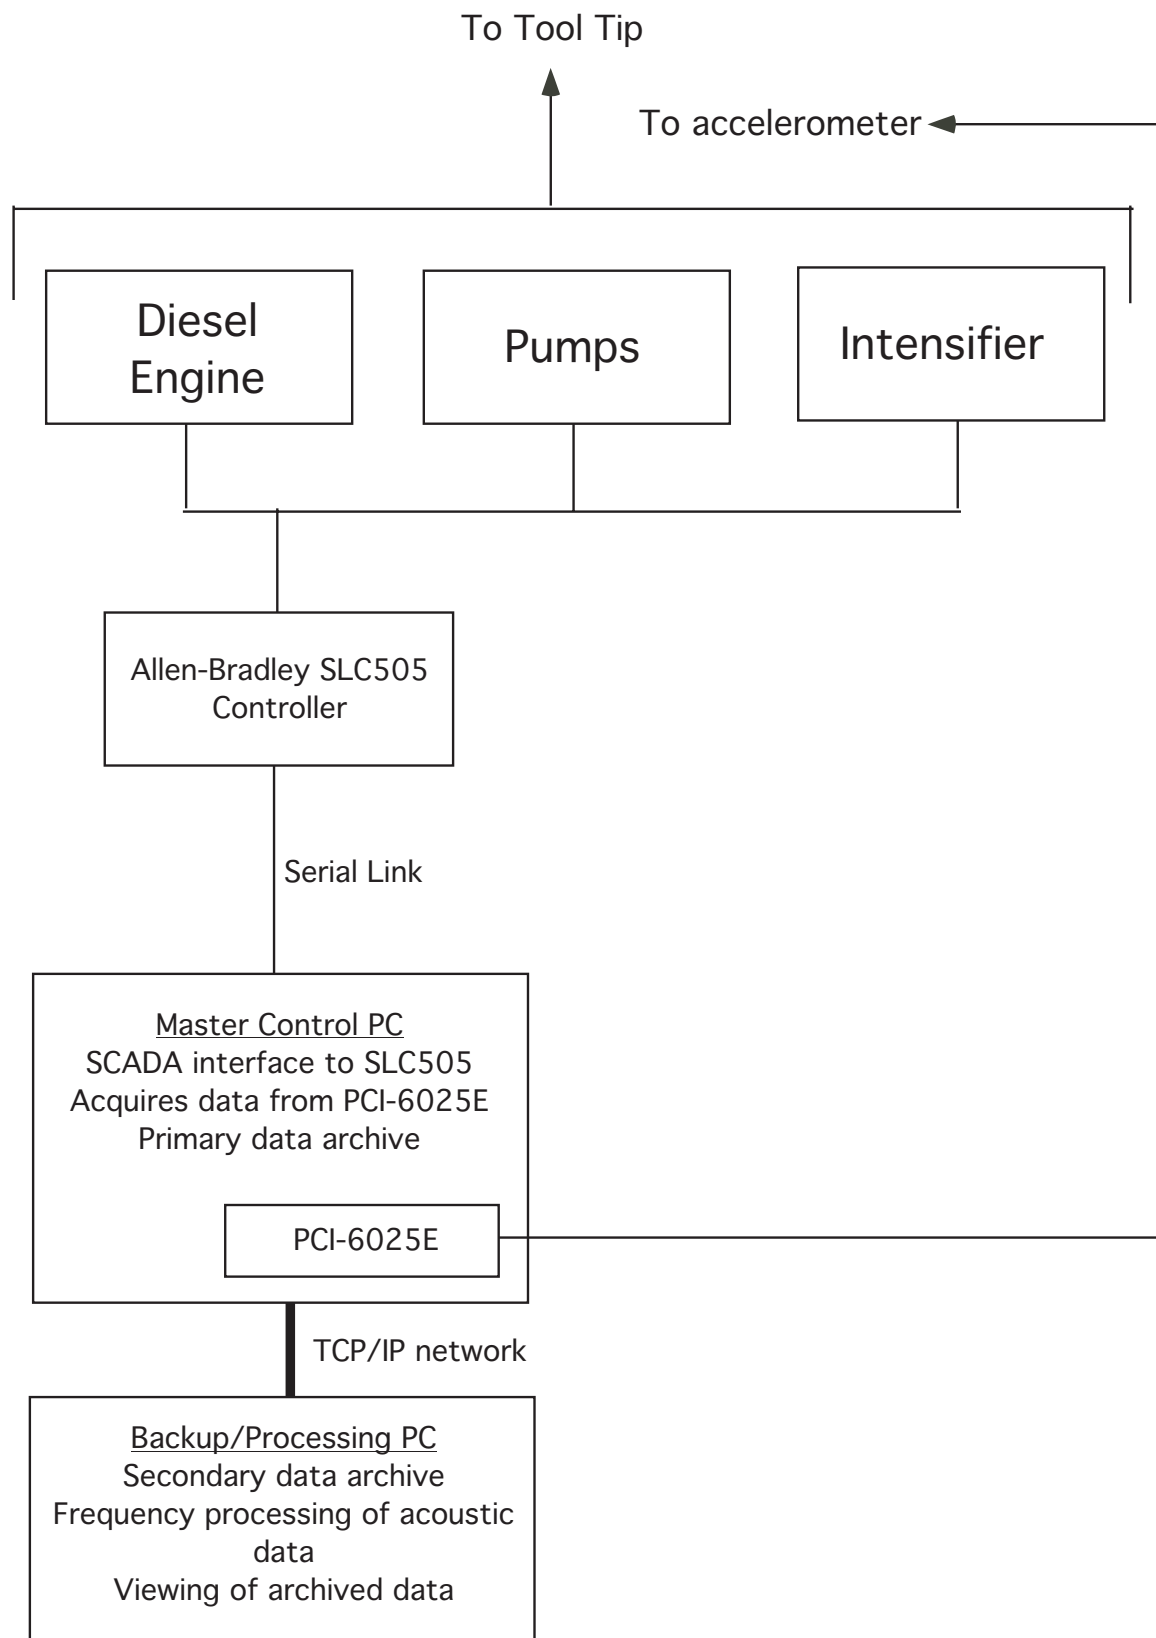 To Tool Tip
To accelerometer
Diesel
Engine
Pumps
Intensifier
Allen-Bradley SLC505
Controller
Serial Link
Master Control PC
SCADA interface to SLC505
Acquires data from PCI-6025E
Primary data archive
PCI-6025E
TCP/IP network
Backup/Processing PC
Secondary data archive
Frequency processing of acoustic
data
Viewing of archived data